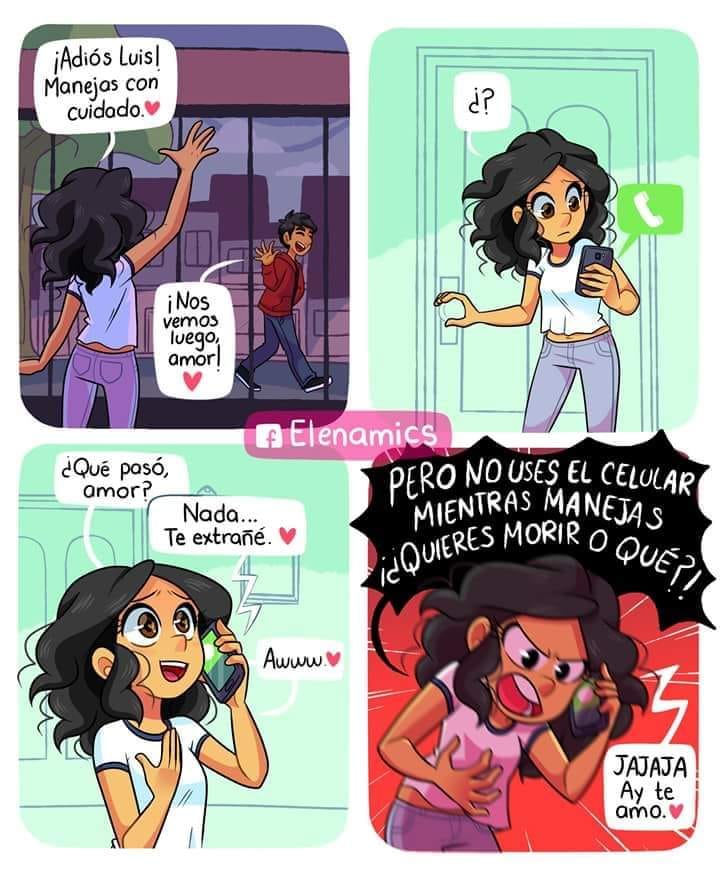 ¡Adiós Luis!
Manejas con
cuidado.
¡Nos
vemos
luego,
amor!
¿?
Elenamics
¿Qué pasó,
amor?
Nada...
Te extrañé.
Awww.
PERO NO USES EL CELULAR
MIENTRAS MANEJAS
¡¿QUIERES MORIR O QUÉ?!
JAJAJA
Ay te
amo.